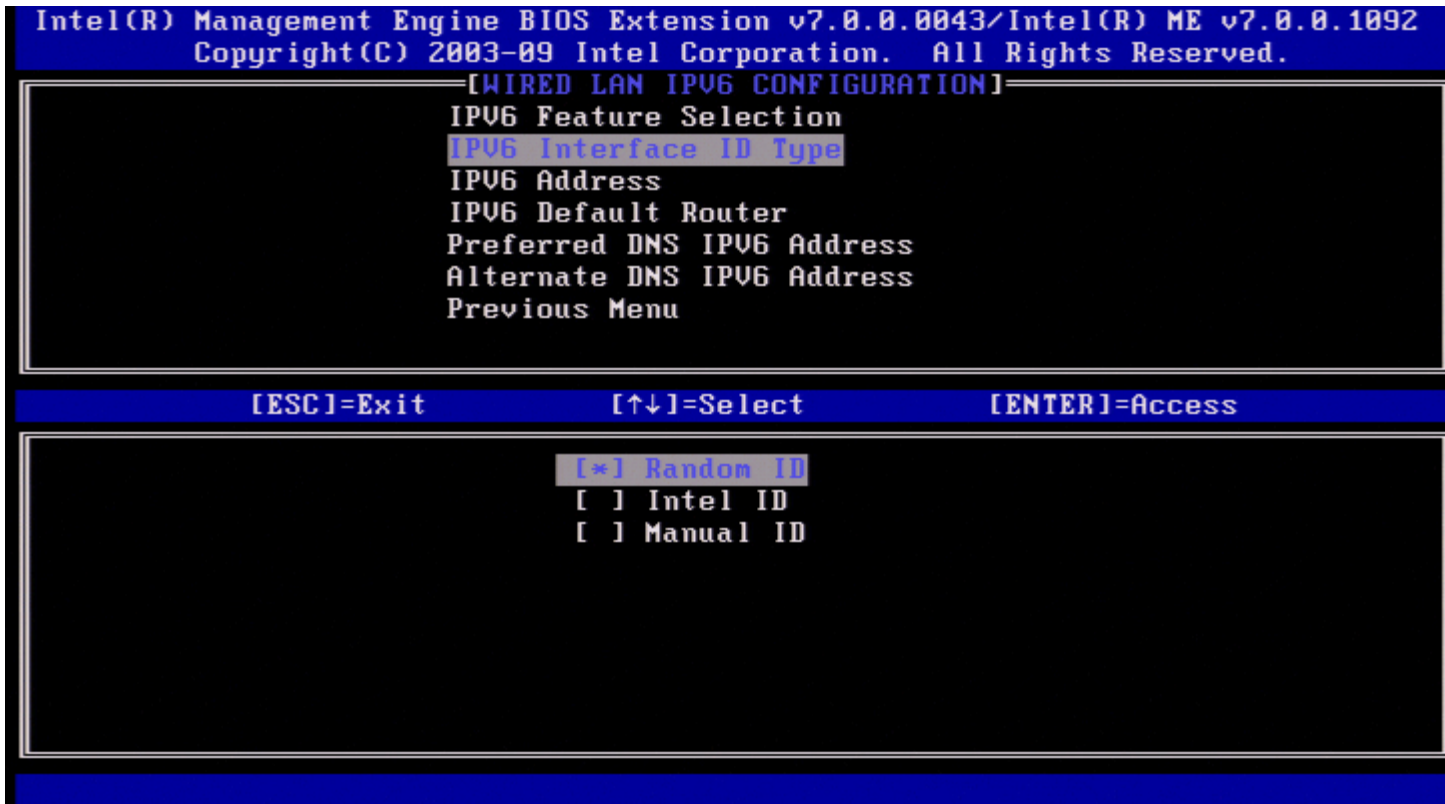 Intel(R) Management Engine BIOS Extension v7.0.0.0043/Intel(R) ME v7.0.0.1092
Copyright(C) 2003-09 Intel Corporation. All Rights Reserved.
[WIRED LAN IPV6 CONFIGURATION]
IPV6 Feature Selection
IPV6 Interface ID Type
IPV6 Address
IPV6 Default Router
Preferred DNS IPV6 Address
Alternate DNS IPV6 Address
Previous Menu
[ESC]=Exit [↑↓]=Select [ENTER]=Access
[*] Random ID
[ ] Intel ID
[ ] Manual ID